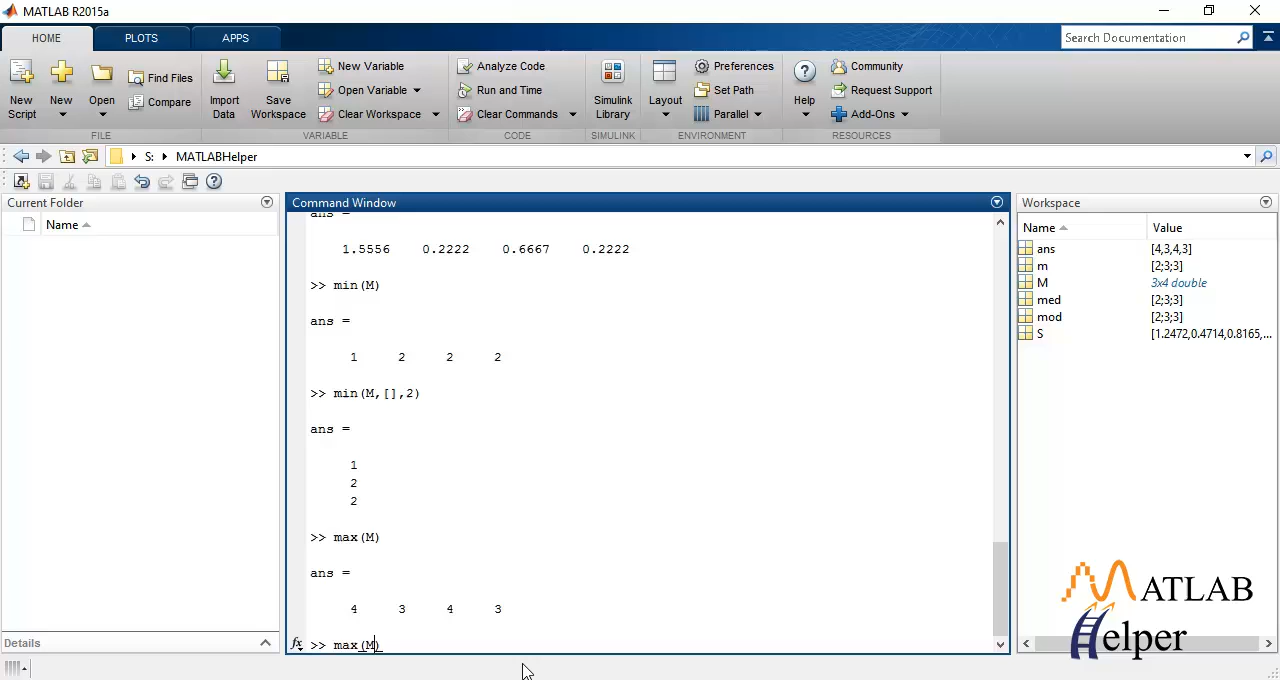 MATLAB R2015a
HOME PLOTS APPS Search Documentation
New Script New Open Find Files Compare Import Data Save Workspace New Variable Open Variable Clear Workspace Analyze Code Run and Time Clear Commands Simulink Library Layout Preferences Set Path Parallel Help Community Request Support Add-Ons
FILE VARIABLE CODE SIMULINK ENVIRONMENT RESOURCES
S: MATLABHelper
Current Folder
Name
Details
Command Window
ans =
1.5556 0.2222 0.6667 0.2222
>> min(M)
ans =
1 2 2 2
>> min(M,[],2)
ans =
1
2
2
>> max(M)
ans =
4 3 4 3
fx >> max(M)
Workspace
Name Value
ans [4,3,4,3]
m [2;3;3]
M 3x4 double
med [2;3;3]
mod [2;3;3]
S [1.2472,0.4714,0.8165,...
MATLAB
Helper